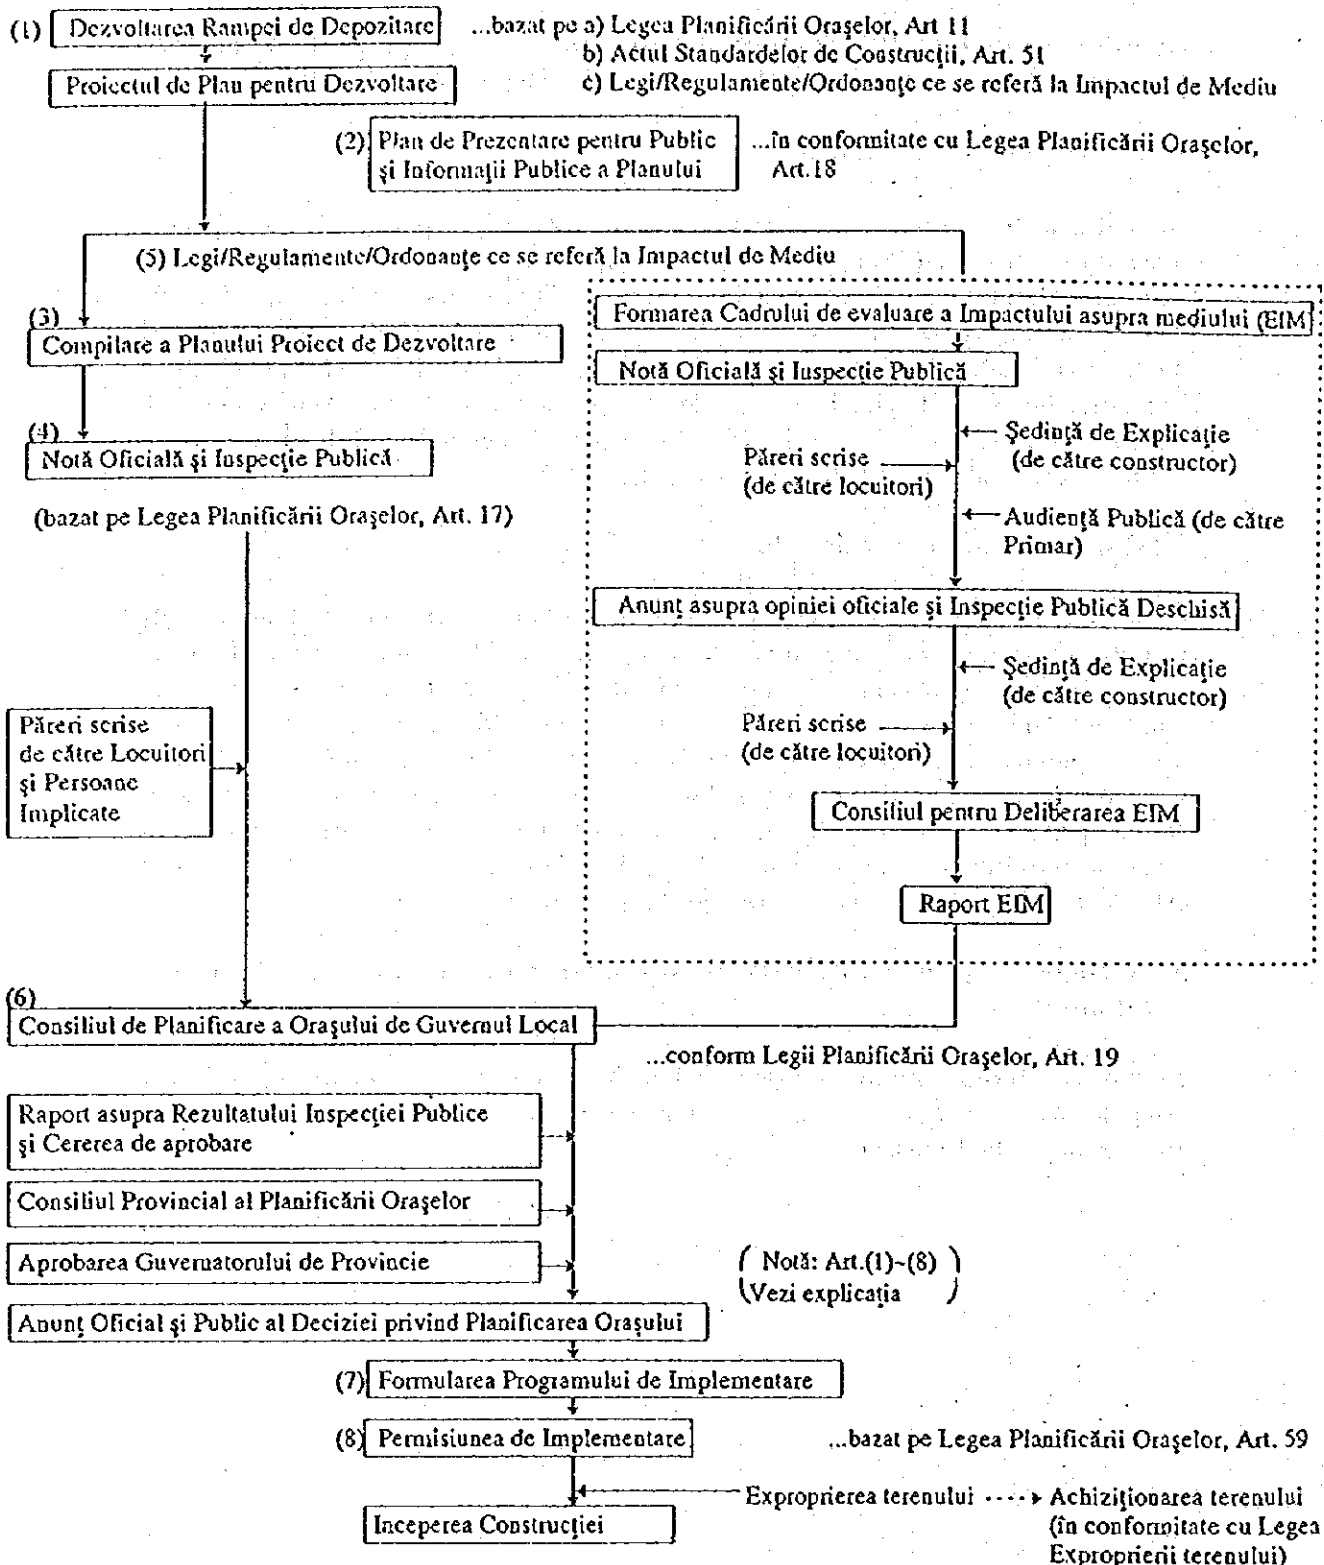 (1) Dezvoltarea Rampei de Depozitare ...bazat pe a) Legea Planificării Orașelor, Art 11
b) Actul Standardelor de Construcții, Art. 51
Proiectul de Plan pentru Dezvoltare c) Legi/Regulamente/Ordonanțe ce se referă la Impactul de Mediu
(2) Plan de Prezentare pentru Public ...în conformitate cu Legea Planificării Orașelor,
și Informații Publice a Planului Art.18
(5) Legi/Regulamente/Ordonanțe ce se referă la Impactul de Mediu
Formarea Cadrului de evaluare a Impactului asupra mediului (EIM
(3)
Compilare a Planului Proiect de Dezvoltare
Notă Oficială și Inspecție Publică
(4)
Notă Oficială și Inspecție Publică
(bazat pe Legea Planificării Orașelor, Art. 17)
Ședință de Explicație
(de către constructor)
Păreri scrise
(de către locuitori)
Audiență Publică (de către
Primar)
Anunț asupra opiniei oficiale și Inspecție Publică Deschisă
Ședință de Explicație
(de către constructor)
Păreri scrise
(de către locuitori)
Păreri scrise
de către Locuitori
și Persoane
Implicate
Consiliul pentru Deliberarea EIM
Raport EIM
(6)
Consiliul de Planificare a Orașului de Guvernul Local
...conform Legii Planificării Orașelor, Art. 19
Raport asupra Rezultatului Inspecției Publice
și Cererea de aprobare
Consiliul Provincial al Planificării Orașelor
Aprobarea Guvernatorului de Provincie
(Notă: Art.(1)~(8)
Vezi explicația)
Anunț Oficial și Public al Deciziei privind Planificarea Orașului
(7) Formularea Programului de Implementare
(8) Permisiunea de Implementare ...bazat pe Legea Planificării Orașelor, Art. 59
Exproprierea terenului Achiziționarea terenului
(în conformitate cu Legea
Exproprierii terenului)
Inceperea Construcției